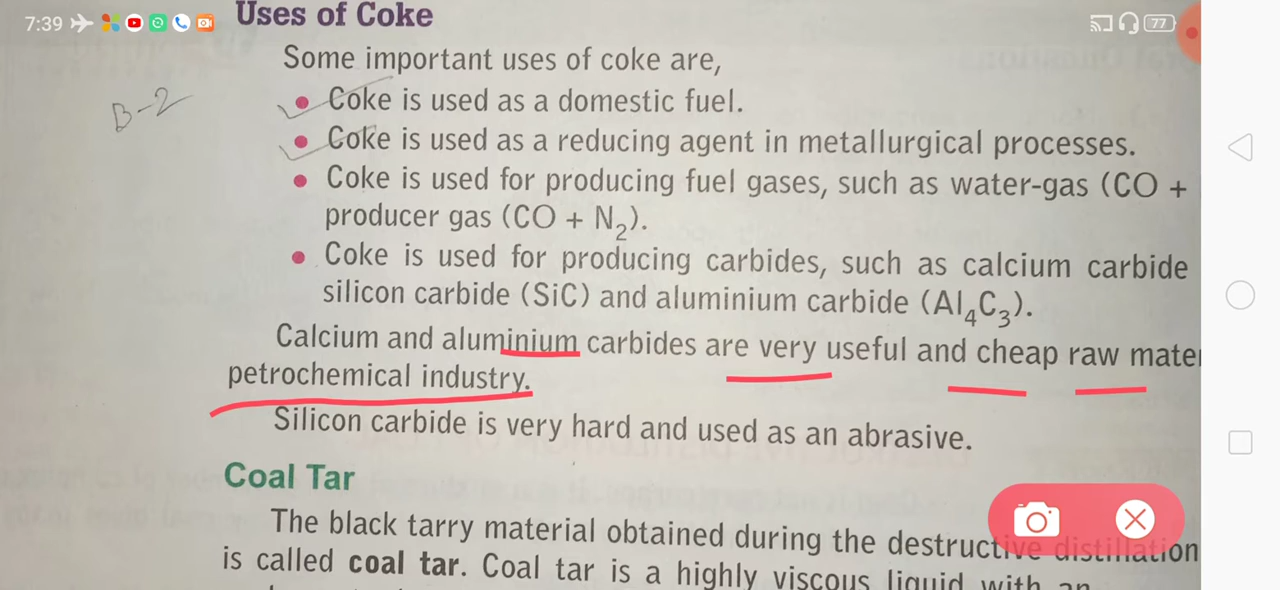 7:39
77
Uses of Coke
Some important uses of coke are,
B-2
• Coke is used as a domestic fuel.
• Coke is used as a reducing agent in metallurgical processes.
• Coke is used for producing fuel gases, such as water-gas (CO +
producer gas (CO + N₂).
• Coke is used for producing carbides, such as calcium carbide
silicon carbide (SiC) and aluminium carbide (Al₄C₃).
Calcium and aluminium carbides are very useful and cheap raw mate
petrochemical industry.
Silicon carbide is very hard and used as an abrasive.
Coal Tar
The black tarry material obtained during the destructive distillation
is called coal tar. Coal tar is a highly viscous liquid with an